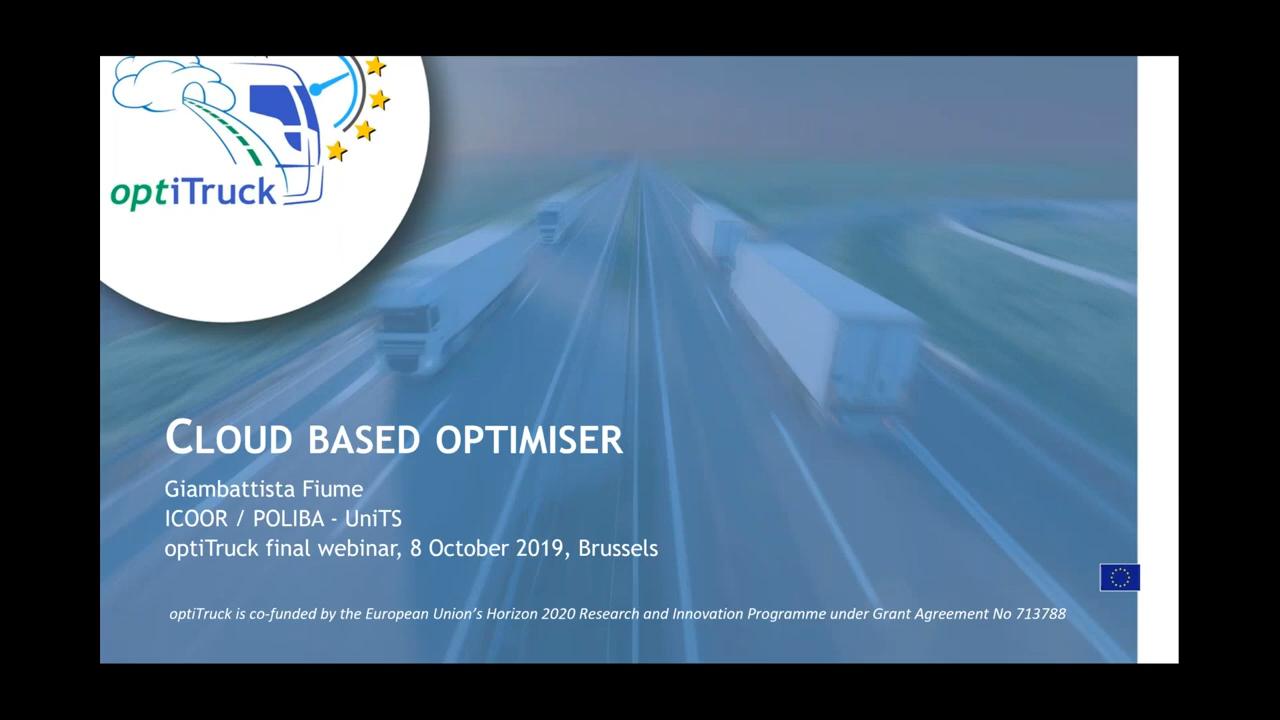 optiTruck
CLOUD BASED OPTIMISER
Giambattista Fiume
ICOOR / POLIBA - UniTS
optiTruck final webinar, 8 October 2019, Brussels
optiTruck is co-funded by the European Union's Horizon 2020 Research and Innovation Programme under Grant Agreement No 713788